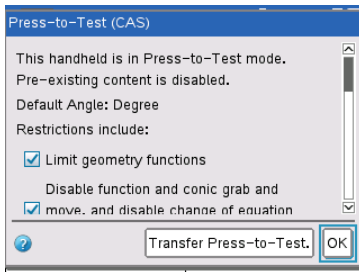 Press-to-Test (CAS)
This handheld is in Press-to-Test mode.
Pre-existing content is disabled.
Default Angle: Degree
Restrictions include:
Limit geometry functions
Disable function and conic grab and
move, and disable change of equation
?
Transfer Press-to-Test.
OK